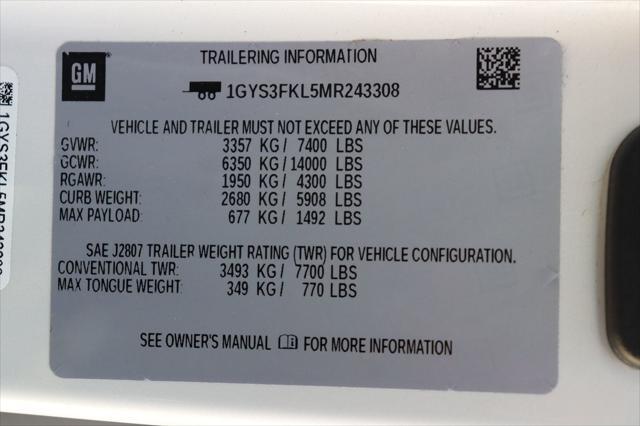 GM
TRAILERING INFORMATION
1GYS3FKL5MR243308
VEHICLE AND TRAILER MUST NOT EXCEED ANY OF THESE VALUES.
GVWR: 3357 KG / 7400 LBS
GCWR: 6350 KG / 14000 LBS
RGAWR: 1950 KG / 4300 LBS
CURB WEIGHT: 2680 KG / 5908 LBS
MAX PAYLOAD: 677 KG / 1492 LBS
SAE J2807 TRAILER WEIGHT RATING (TWR) FOR VEHICLE CONFIGURATION.
CONVENTIONAL TWR: 3493 KG / 7700 LBS
MAX TONGUE WEIGHT: 349 KG / 770 LBS
SEE OWNER'S MANUAL FOR MORE INFORMATION